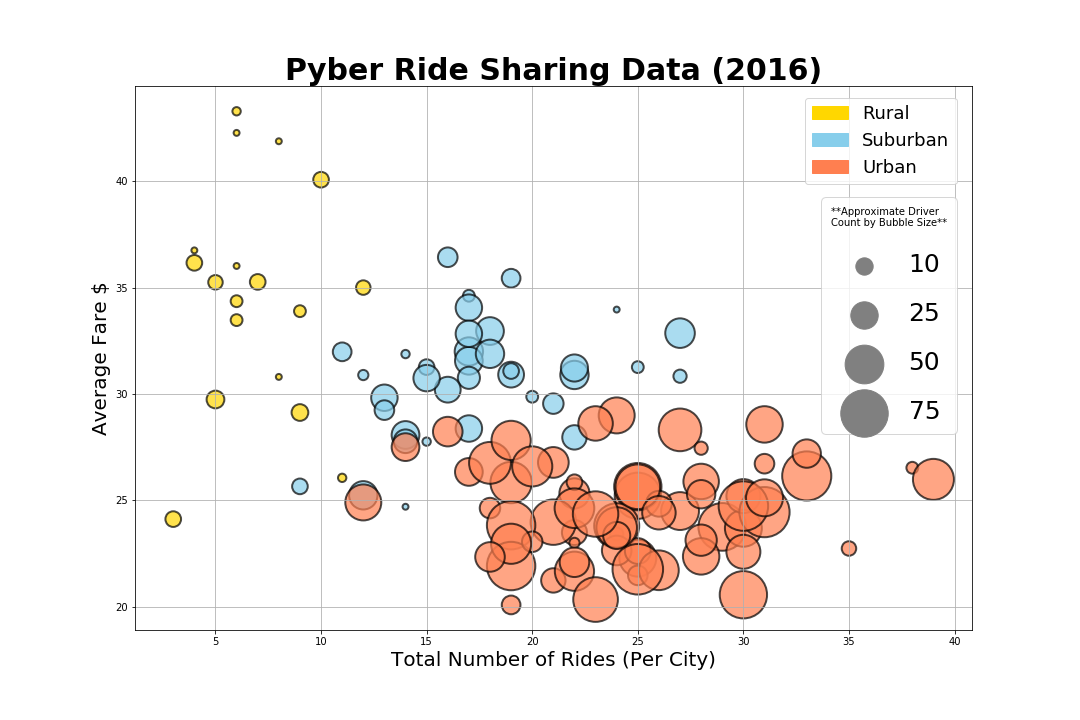 Pyber Ride Sharing Data (2016)
Rural
Suburban
Urban
**Approximate Driver
Count by Bubble Size**
10
25
50
75
Average Fare $
40
35
30
25
20
5
10
15
20
25
30
35
40
Total Number of Rides (Per City)